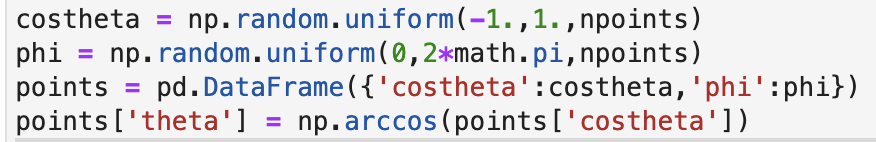 costheta = np.random.uniform(-1.,1.,npoints)
phi = np.random.uniform(0,2*math.pi,npoints)
points = pd.DataFrame({'costheta':costheta,'phi':phi})
points['theta'] = np.arccos(points['costheta'])